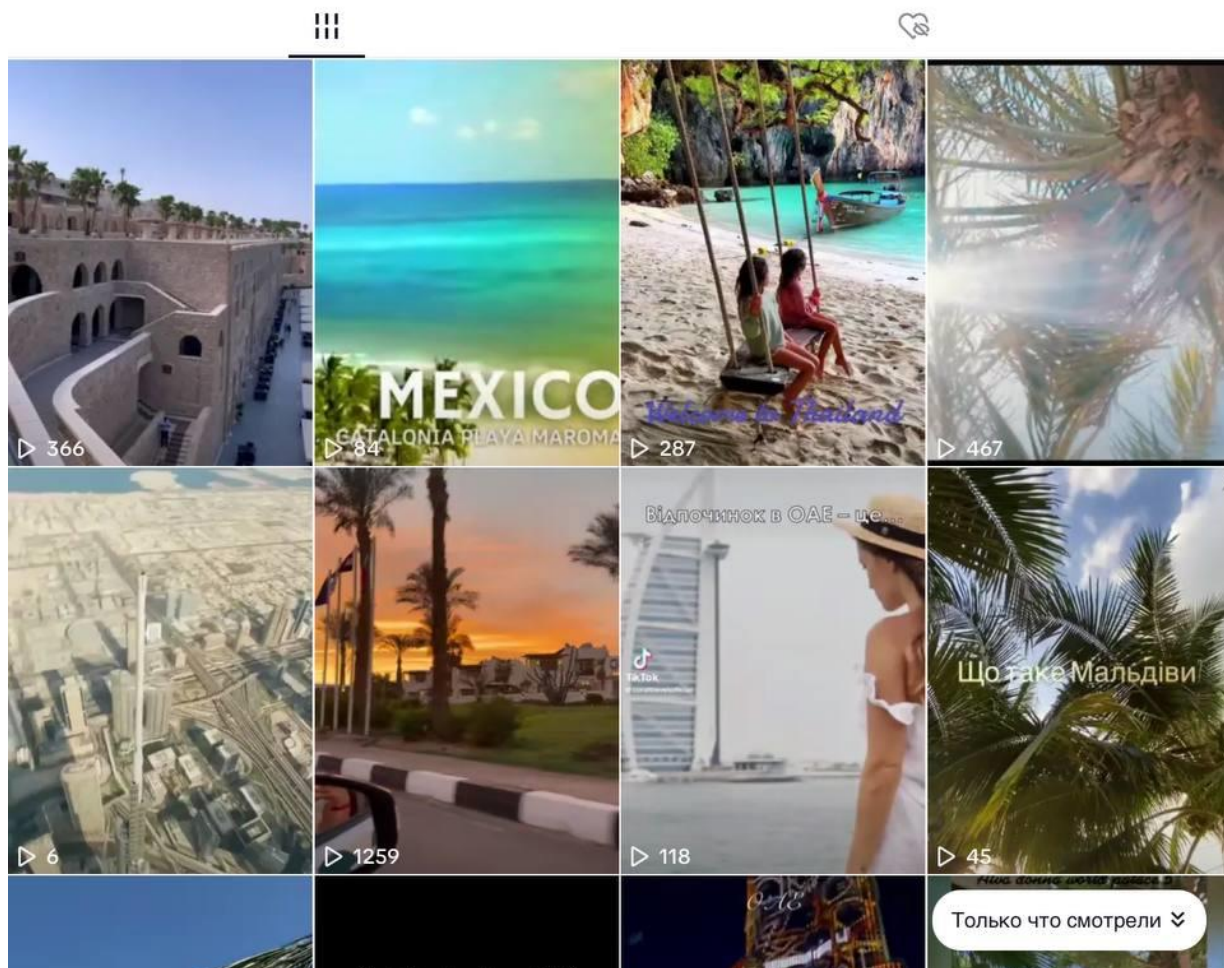 MEXICO
CATALONIA PLAYA MAROMA
366
84
Welcome to Thailand
287
467
Відпочинок в ОАЕ – це...
TikTok
Що таке Мальдіви
6
1259
118
45
ОАЕ
Только что смотрели